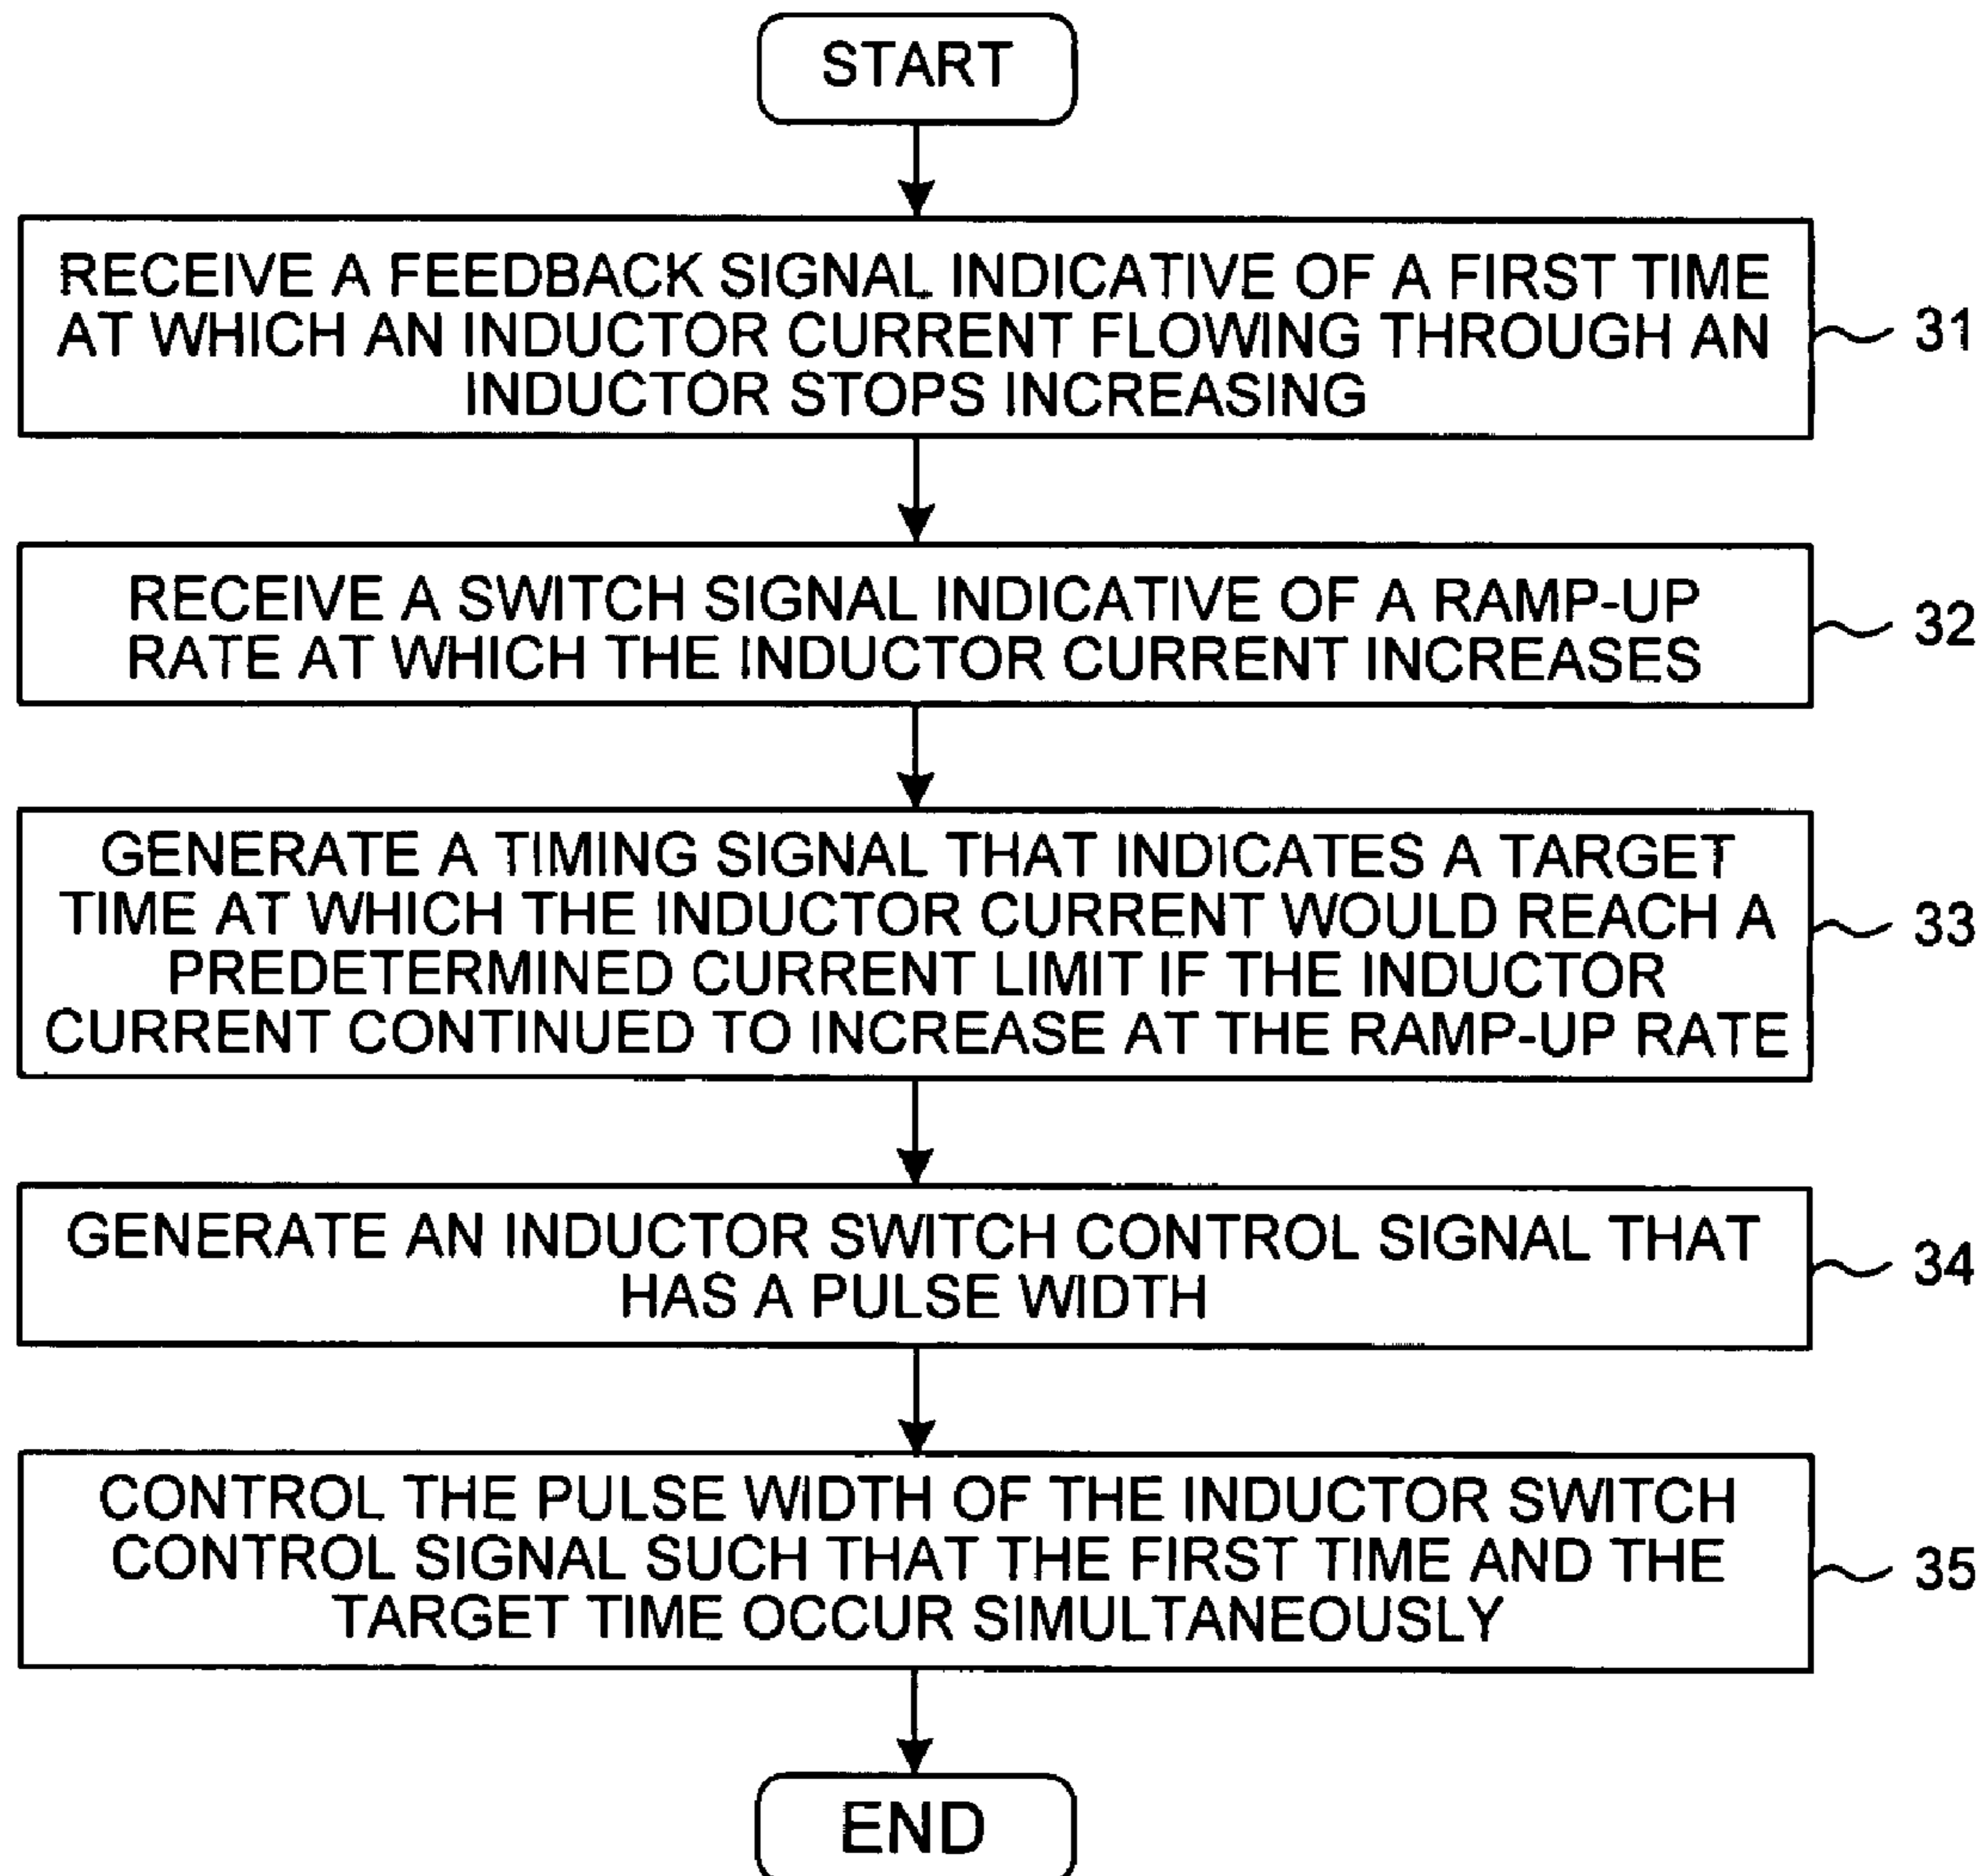 START
RECEIVE A FEEDBACK SIGNAL INDICATIVE OF A FIRST TIME
AT WHICH AN INDUCTOR CURRENT FLOWING THROUGH AN
INDUCTOR STOPS INCREASING
31
RECEIVE A SWITCH SIGNAL INDICATIVE OF A RAMP-UP
RATE AT WHICH THE INDUCTOR CURRENT INCREASES
32
GENERATE A TIMING SIGNAL THAT INDICATES A TARGET
TIME AT WHICH THE INDUCTOR CURRENT WOULD REACH A
PREDETERMINED CURRENT LIMIT IF THE INDUCTOR
CURRENT CONTINUED TO INCREASE AT THE RAMP-UP RATE
33
GENERATE AN INDUCTOR SWITCH CONTROL SIGNAL THAT
HAS A PULSE WIDTH
34
CONTROL THE PULSE WIDTH OF THE INDUCTOR SWITCH
CONTROL SIGNAL SUCH THAT THE FIRST TIME AND THE
TARGET TIME OCCUR SIMULTANEOUSLY
35
END